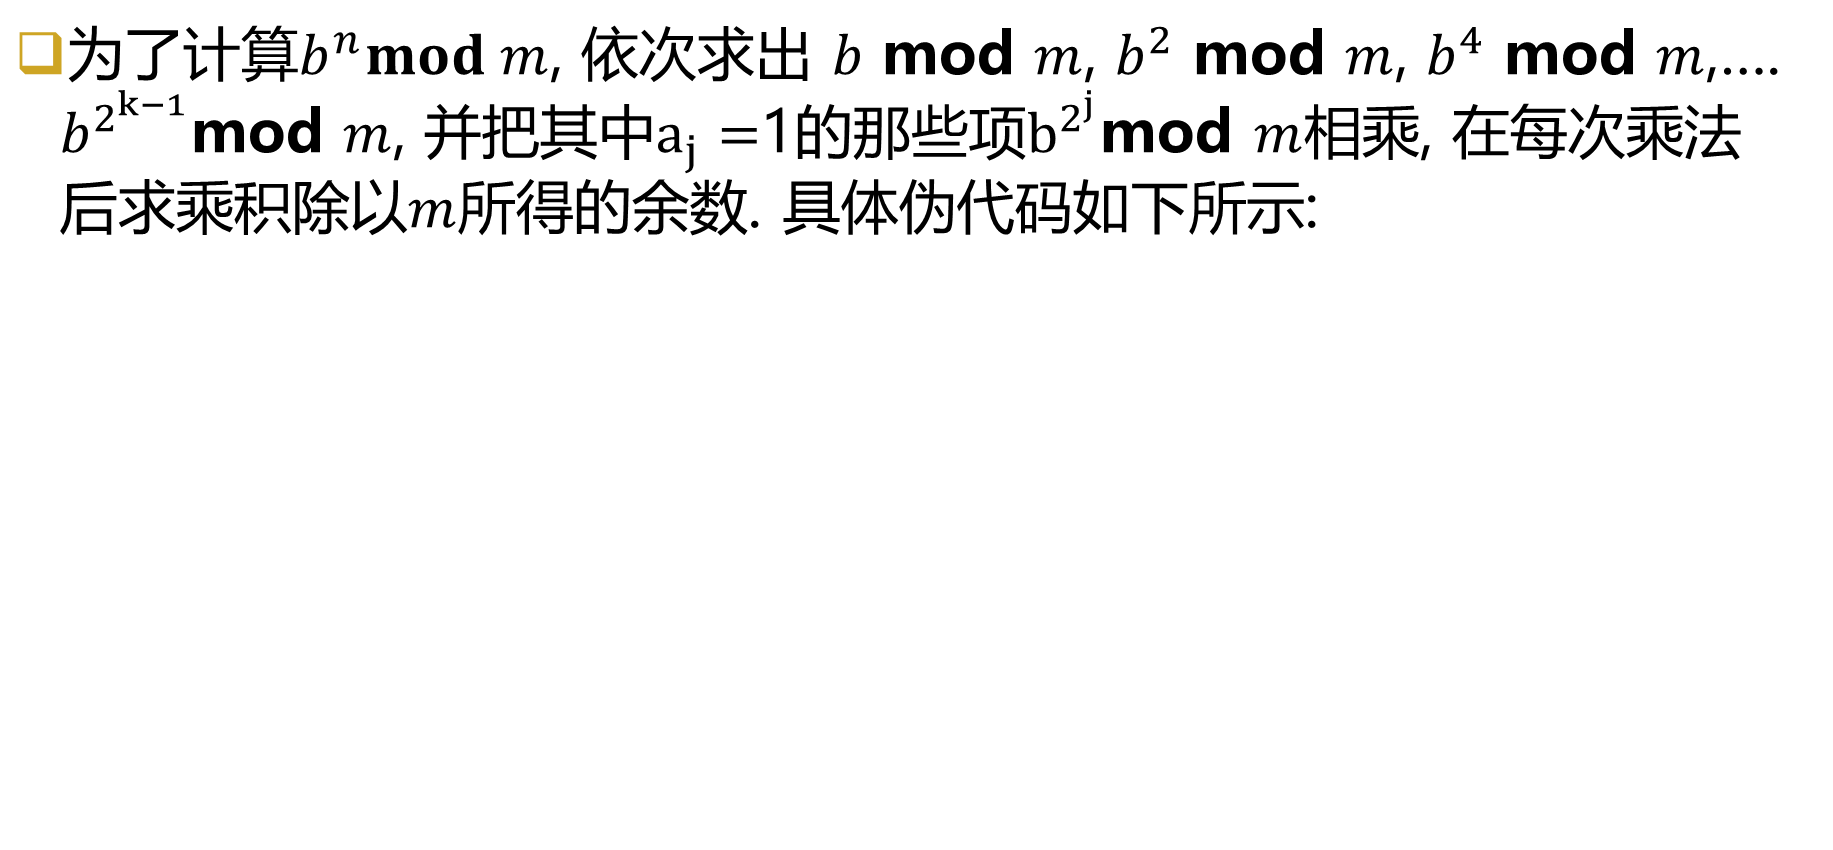 ❑为了计算bⁿ mod m, 依次求出 b mod m, b² mod m, b⁴ mod m,....
b^{2^{k−1}} mod m, 并把其中a_j =1的那些项b^{2^j} mod m相乘, 在每次乘法
后求乘积除以m所得的余数. 具体伪代码如下所示: